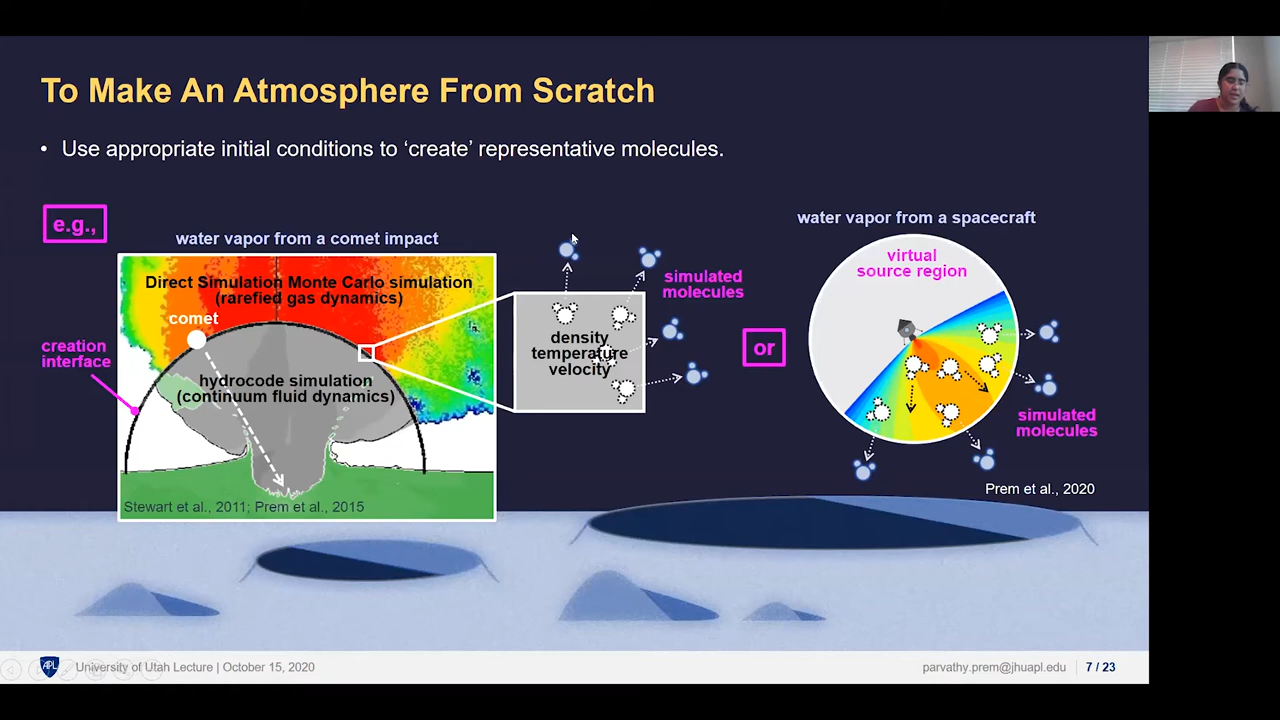 To Make An Atmosphere From Scratch
• Use appropriate initial conditions to ‘create’ representative molecules.
e.g.,
water vapor from a comet impact
Direct Simulation Monte Carlo simulation
(rarefied gas dynamics)
comet
creation
interface
hydrocode simulation
(continuum fluid dynamics)
Stewart et al., 2011; Prem et al., 2015
simulated
molecules
density
temperature
velocity
or
water vapor from a spacecraft
virtual
source region
simulated
molecules
Prem et al., 2020
APL
University of Utah Lecture | October 15, 2020
parvathy.prem@jhuapl.edu
7 / 23